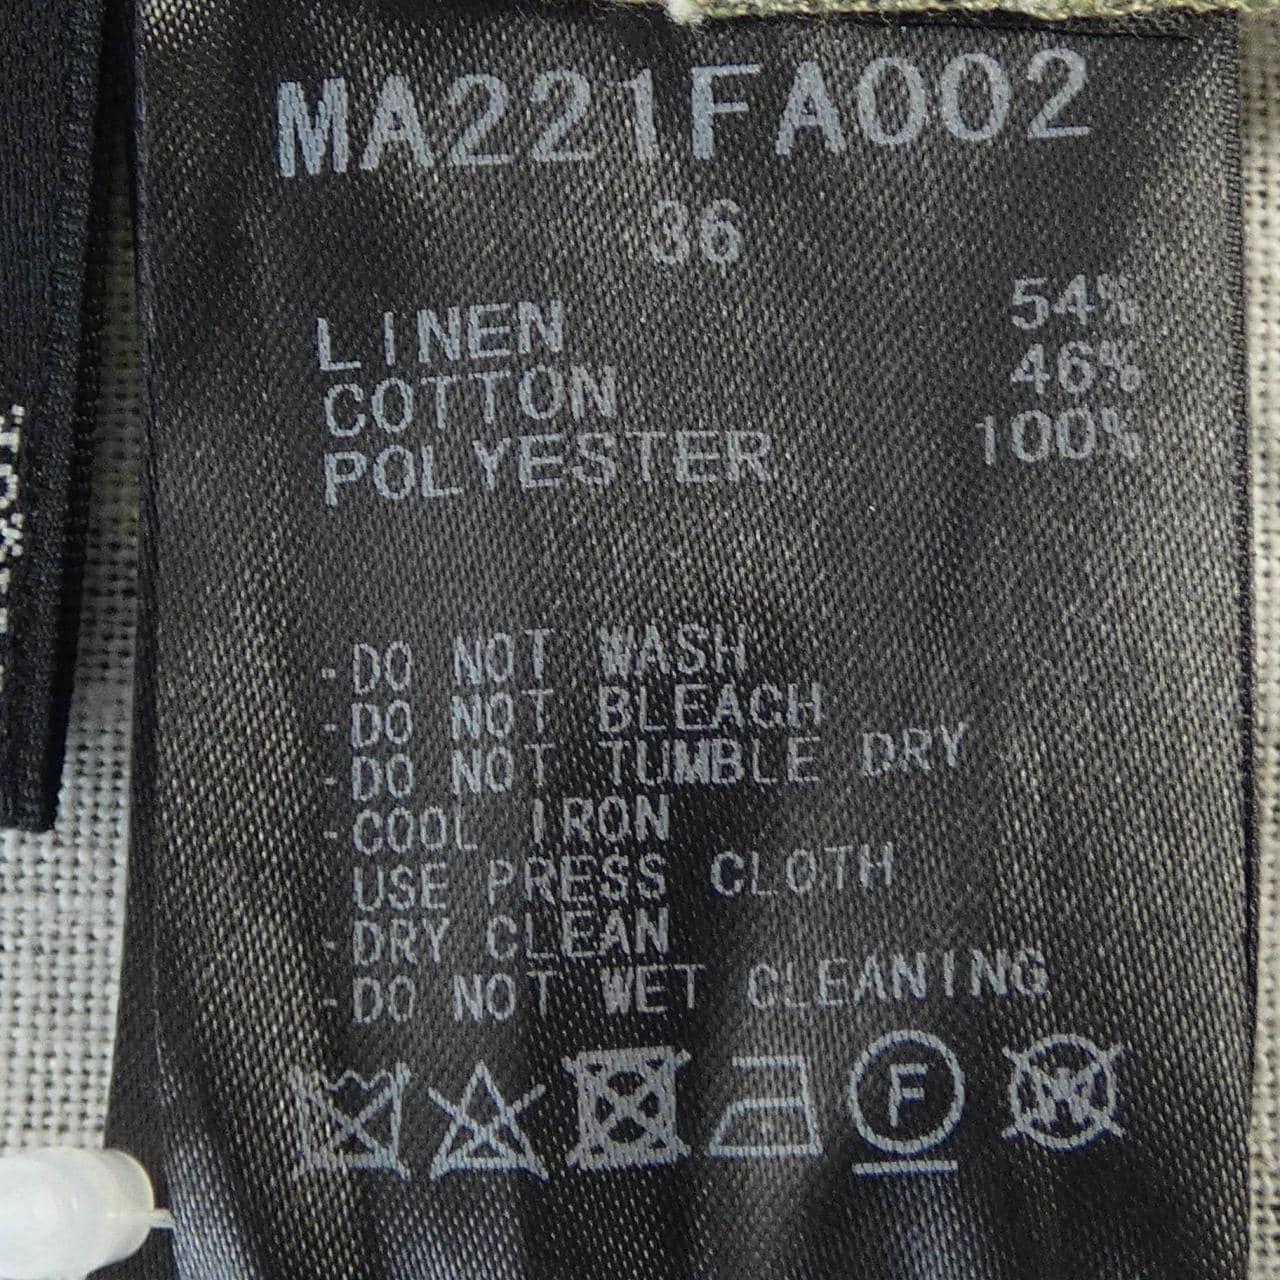 MA221FA002
36
LINEN 54%
COTTON 46%
POLYESTER 100%
-DO NOT WASH
-DO NOT BLEACH
-DO NOT TUMBLE DRY
-COOL IRON
USE PRESS CLOTH
-DRY CLEAN
-DO NOT WET CLEANING
F
W